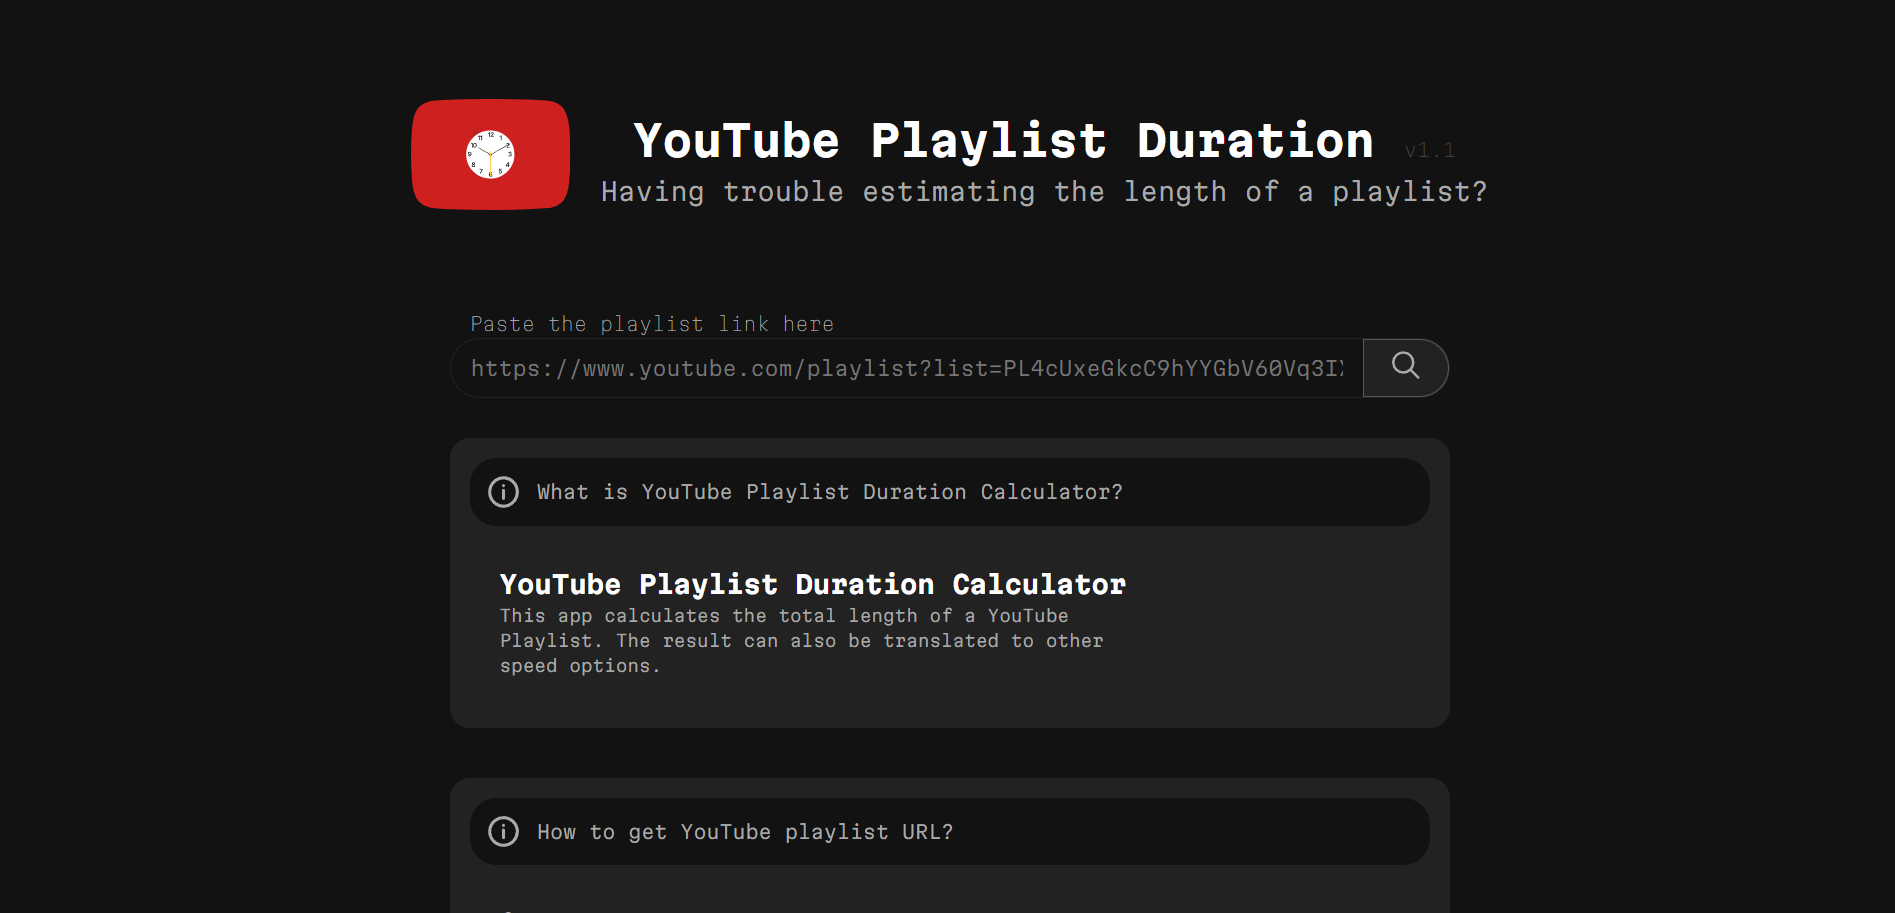 YouTube Playlist Duration v1.1
Having trouble estimating the length of a playlist?
Paste the playlist link here
https://www.youtube.com/playlist?list=PL4cUxeGkcC9hYYGbV60Vq3I
What is YouTube Playlist Duration Calculator?
YouTube Playlist Duration Calculator
This app calculates the total length of a YouTube
Playlist. The result can also be translated to other
speed options.
How to get YouTube playlist URL?